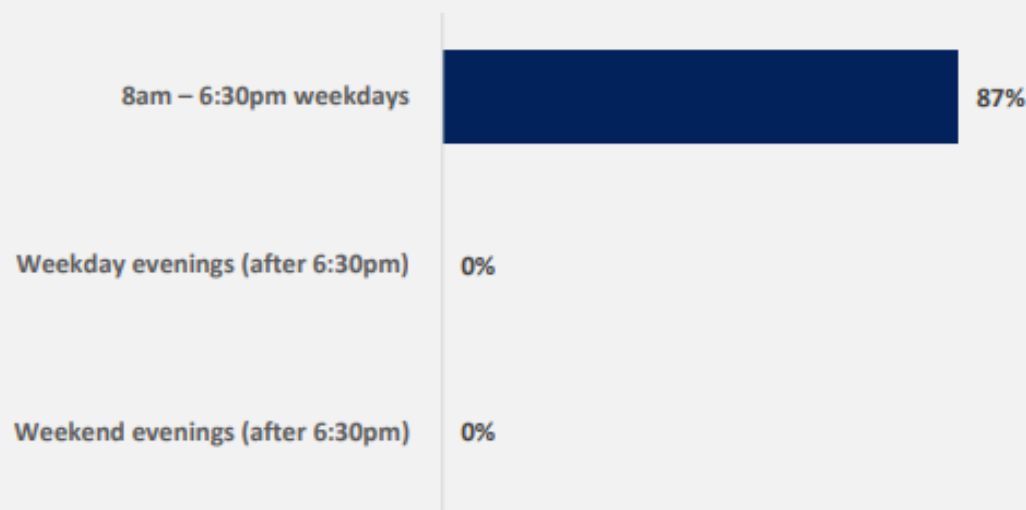 8am – 6:30pm weekdays 87%
Weekday evenings (after 6:30pm) 0%
Weekend evenings (after 6:30pm) 0%